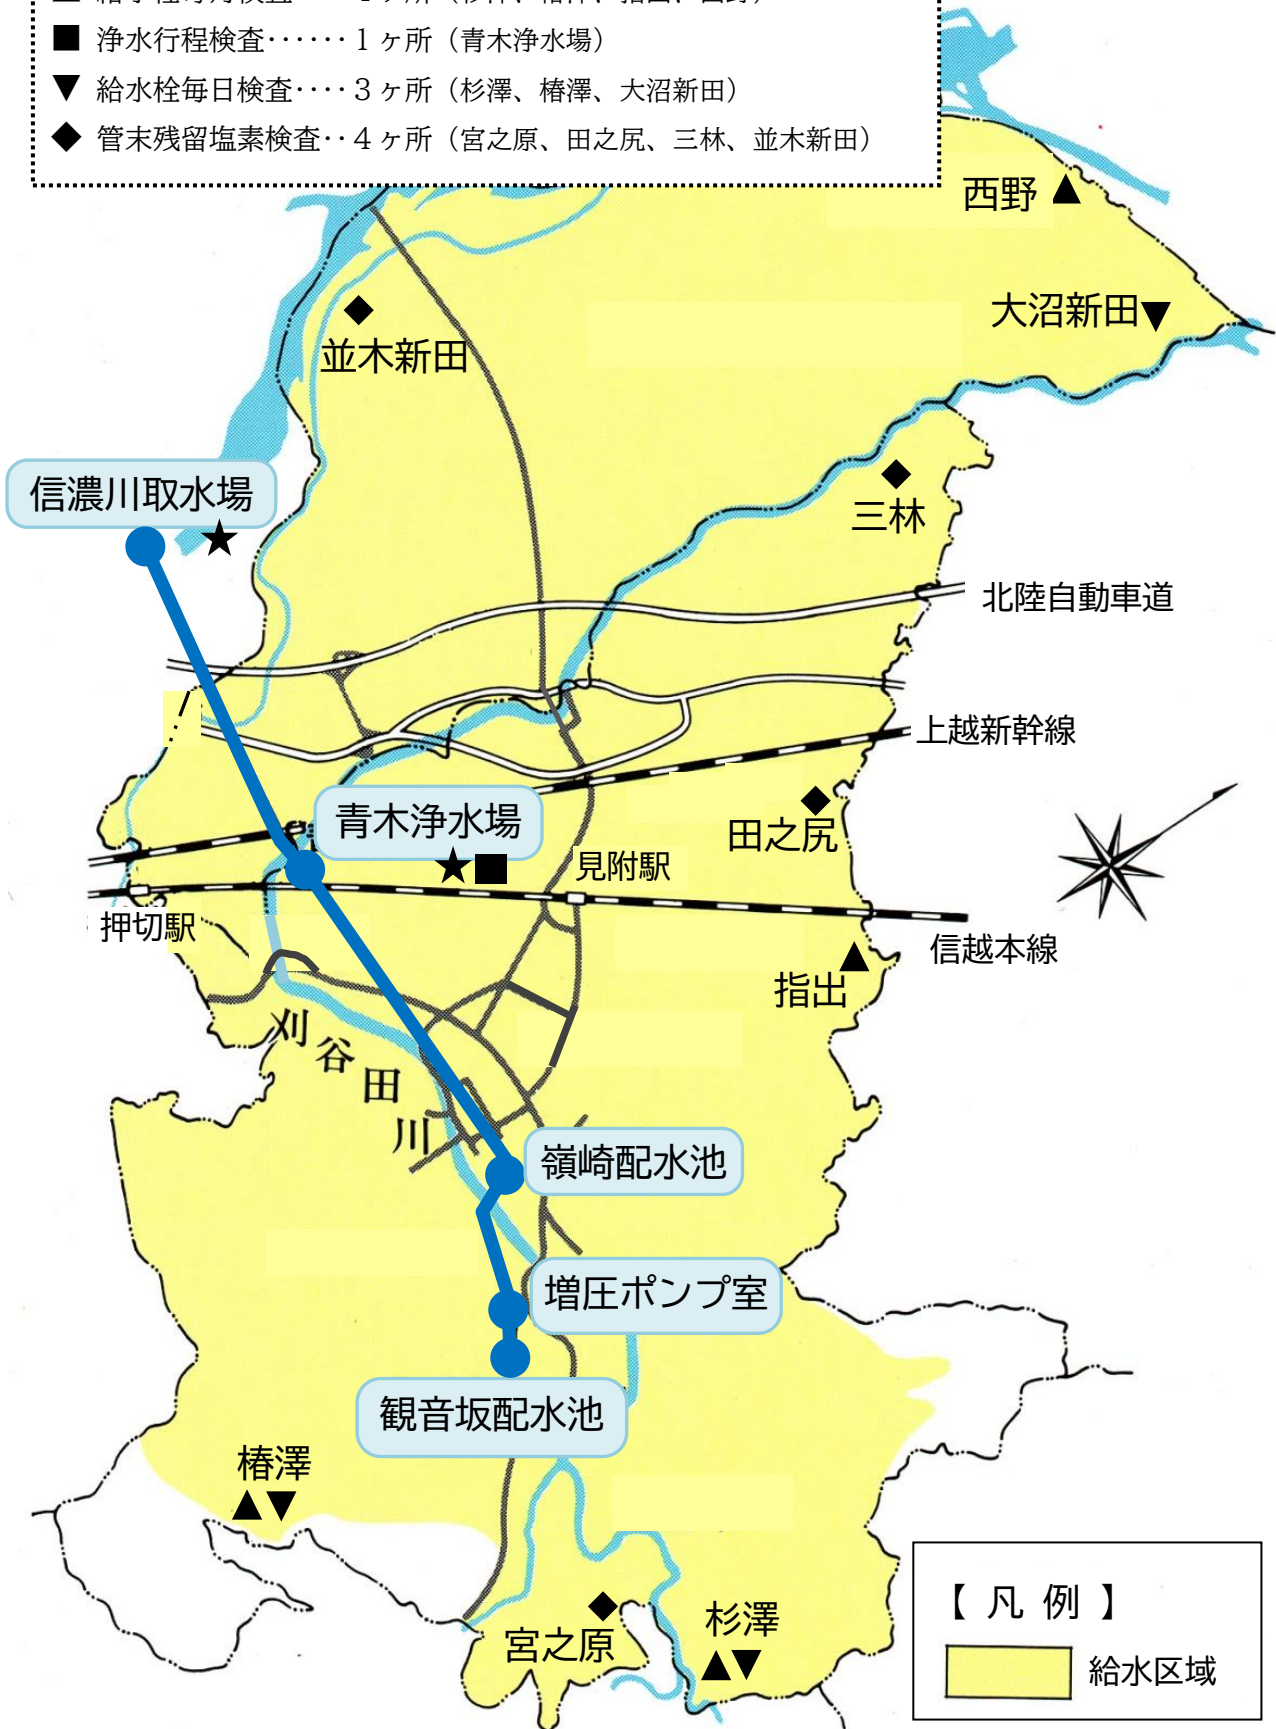 ■ 浄水行程検査‥‥‥１ヶ所（青木浄水場）
▼ 給水栓毎日検査‥‥３ヶ所（杉澤、椿澤、大沼新田）
◆ 管末残留塩素検査‥４ヶ所（宮之原、田之尻、三林、並木新田）
西野
大沼新田
並木新田
信濃川取水場
三林
北陸自動車道
上越新幹線
青木浄水場
田之尻
見附駅
押切駅
信越本線
指出
刈谷田川
嶺崎配水池
増圧ポンプ室
観音坂配水池
椿澤
宮之原
杉澤
【 凡 例 】
給水区域